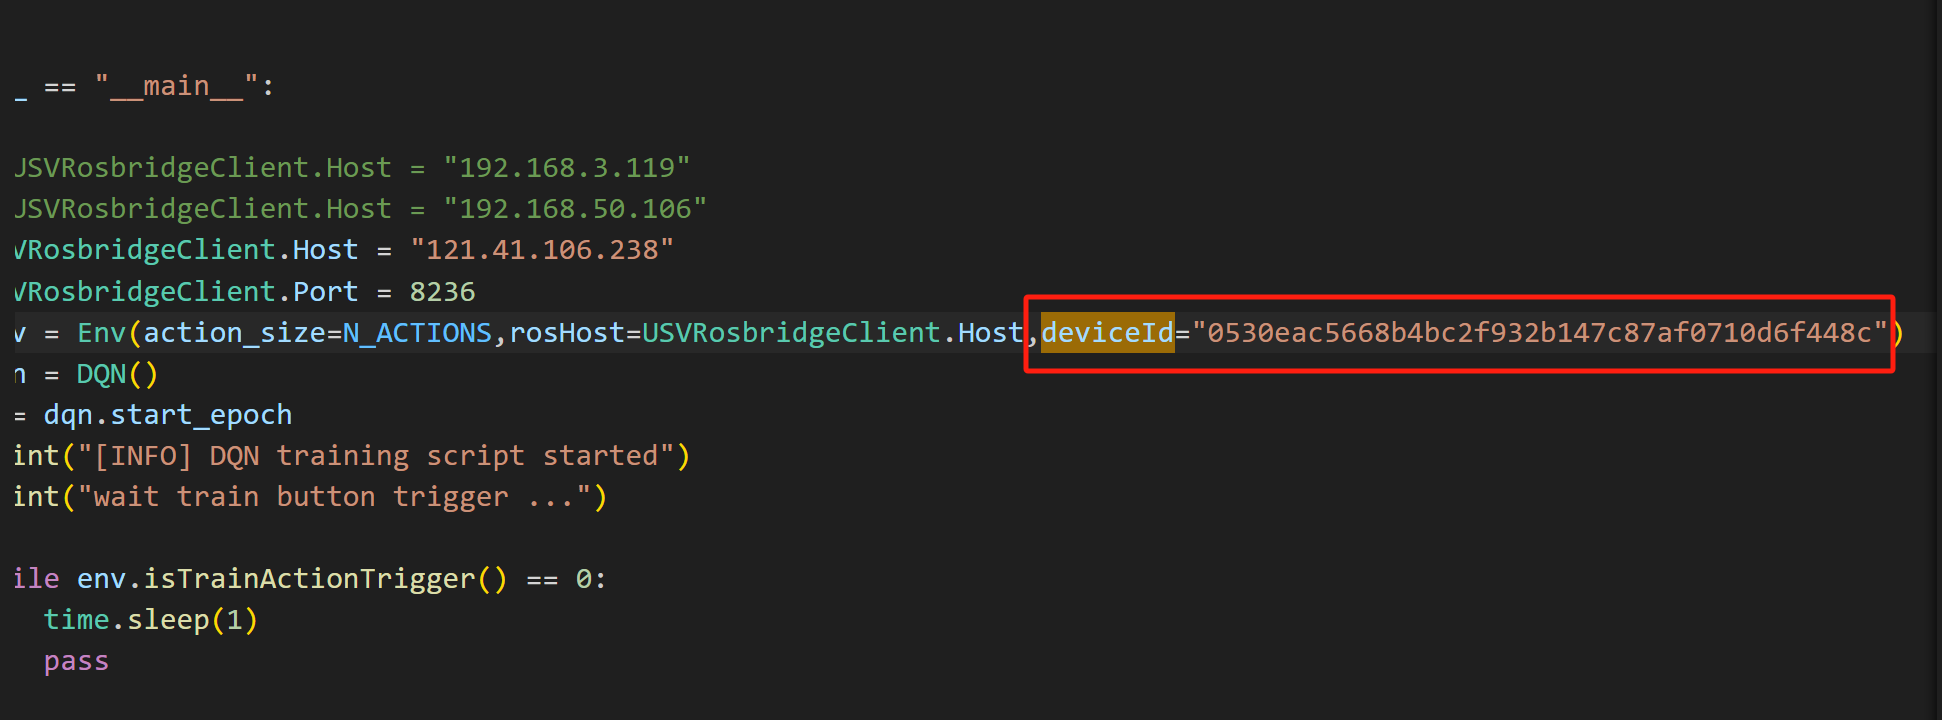 _ == "__main__":
USVRosbridgeClient.Host = "192.168.3.119"
USVRosbridgeClient.Host = "192.168.50.106"
VRosbridgeClient.Host = "121.41.106.238"
VRosbridgeClient.Port = 8236
v = Env(action_size=N_ACTIONS,rosHost=USVRosbridgeClient.Host,deviceId="0530eac5668b4bc2f932b147c87af0710d6f448c")
n = DQN()
= dqn.start_epoch
int("[INFO] DQN training script started")
int("wait train button trigger ...")
ile env.isTrainActionTrigger() == 0:
time.sleep(1)
pass